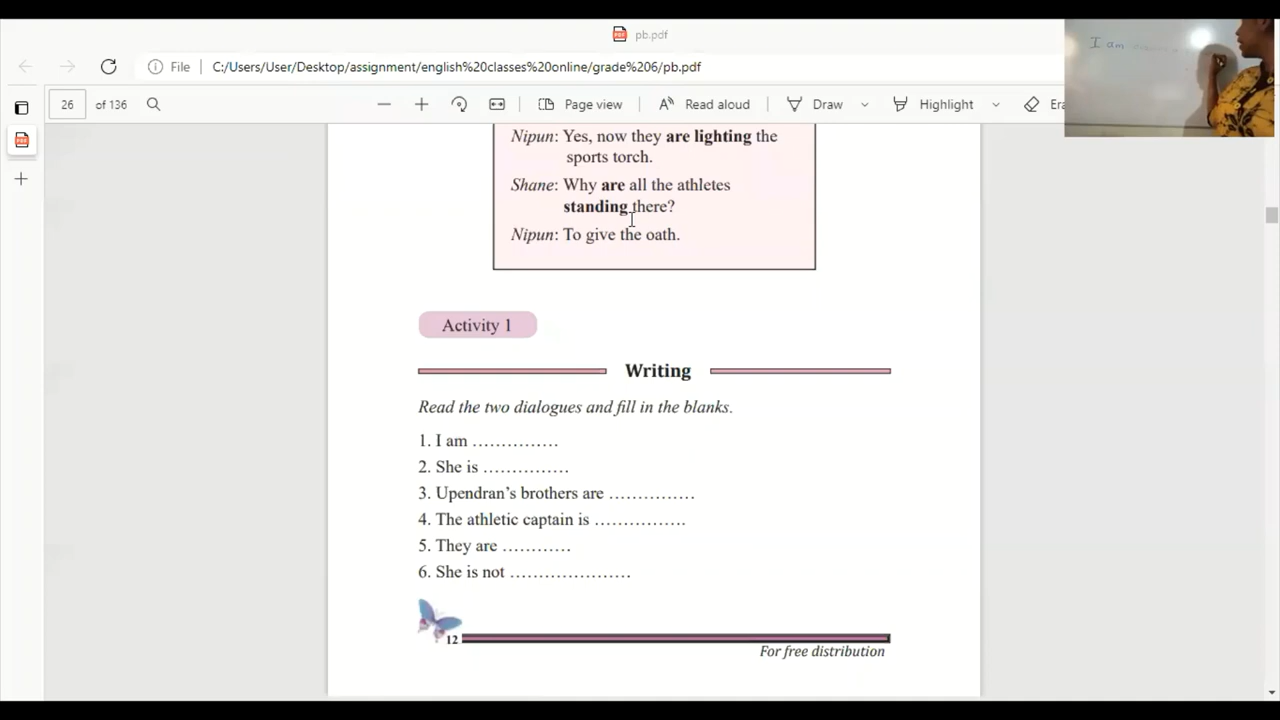 pb.pdf
File C:/Users/User/Desktop/assignment/english%20classes%20online/grade%206/pb.pdf
26 of 136 Page view Read aloud Draw Highlight
I am
Nipun: Yes, now they are lighting the
sports torch.
Shane: Why are all the athletes
standing there?
Nipun: To give the oath.
Activity 1
Writing
Read the two dialogues and fill in the blanks.
1. I am ……………
2. She is ……………
3. Upendran’s brothers are ……………
4. The athletic captain is …………….
5. They are …………
6. She is not …………………
12
For free distribution